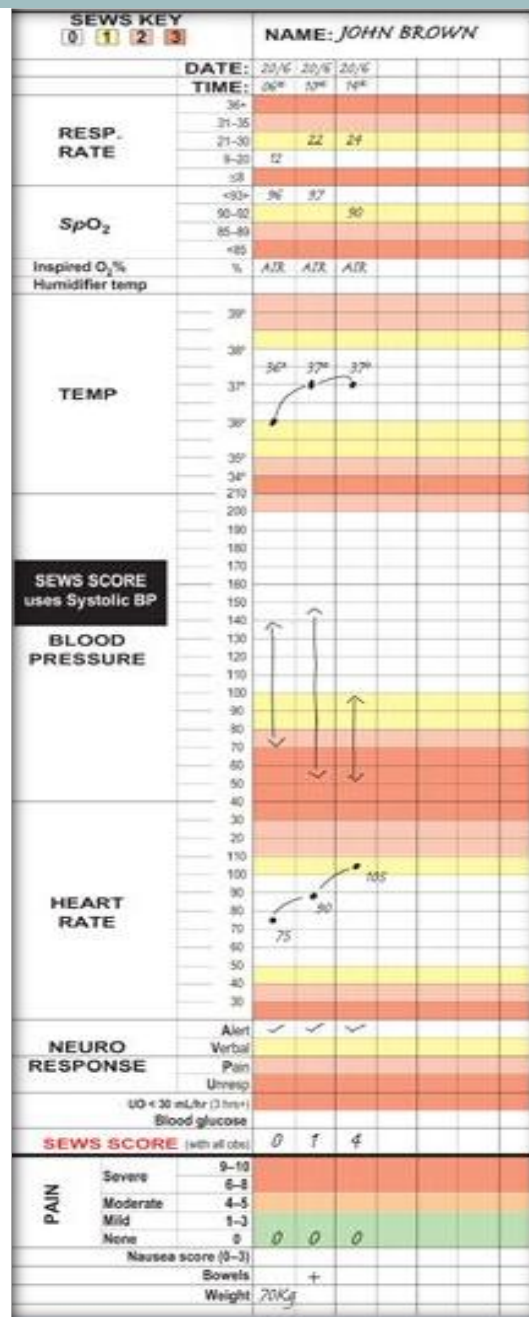 SEWS KEY
0 1 2 3
NAME: JOHN BROWN
DATE: 20/6 20/6 20/6
TIME: 06⁰⁰ 10⁰⁰ 14⁰⁰
RESP. RATE
36+
31–35
21–30 22 24
9–20 12
≤8
SpO₂
<93+ 96 97
90–92 90
85–89
<85
Inspired O₂% % AIR AIR AIR
Humidifier temp
TEMP
39°
38°
36° 37° 37°
37°
36°
35°
34°
210
200
190
180
170
SEWS SCORE
uses Systolic BP
160
150
140
BLOOD PRESSURE
130
120
110
100
90
80
70
60
50
40
30
20
110
100
105
HEART RATE
90
90
80
75
70
60
50
40
30
NEURO RESPONSE
Alert ✓ ✓ ✓
Verbal
Pain
Unresp
UO < 30 mL/hr (3 hrs+)
Blood glucose
SEWS SCORE (with all obs) 0 1 4
PAIN
Severe
9–10
6–8
Moderate 4–5
Mild 1–3
None 0 0 0 0
Nausea score (0–3)
Bowels +
Weight 70Kg